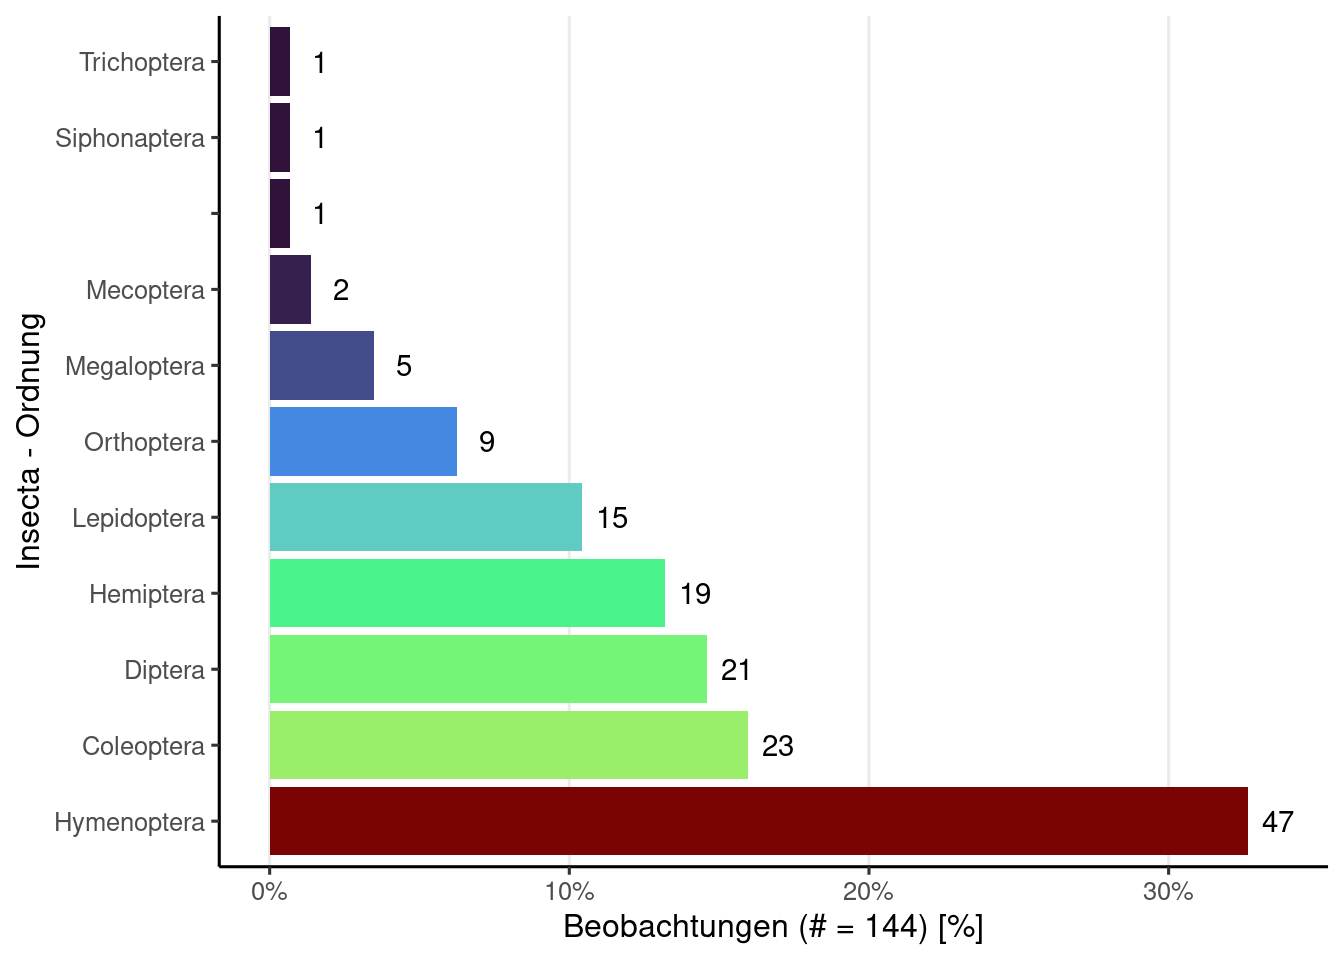 Insecta - Ordnung
Trichoptera 1
Siphonaptera 1
1
Mecoptera 2
Megaloptera 5
Orthoptera 9
Lepidoptera 15
Hemiptera 19
Diptera 21
Coleoptera 23
Hymenoptera 47
0% 10% 20% 30%
Beobachtungen (# = 144) [%]